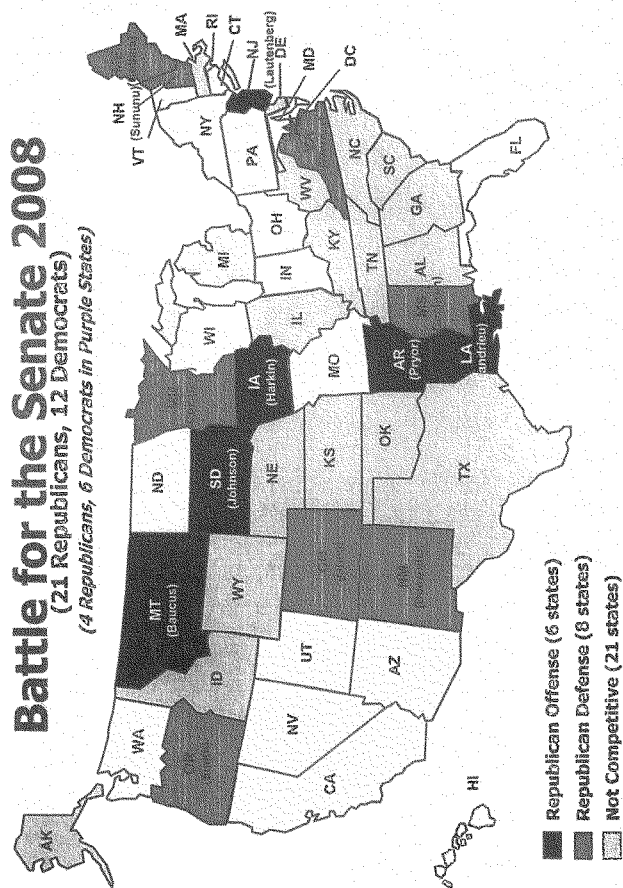 Battle for the Senate 2008
(21 Republicans, 12 Democrats)
(4 Republicans, 6 Democrats in Purple States)
AK
WA
MT
(Baucus)
ND
ID
WY
SD
(Johnson)
NE
IA
(Harkin)
WI
MI
IL
IN
OH
PA
NY
VT
NH
(Sununu)
MA
RI
CT
NJ
(Lautenberg)
DE
MD
DC
WV
KY
NC
SC
TN
GA
AL
FL
AR
(Pryor)
LA
MO
KS
OK
TX
NV
UT
CA
AZ
HI
Republican Offense (6 states)
Republican Defense (8 states)
Not Competitive (21 states)